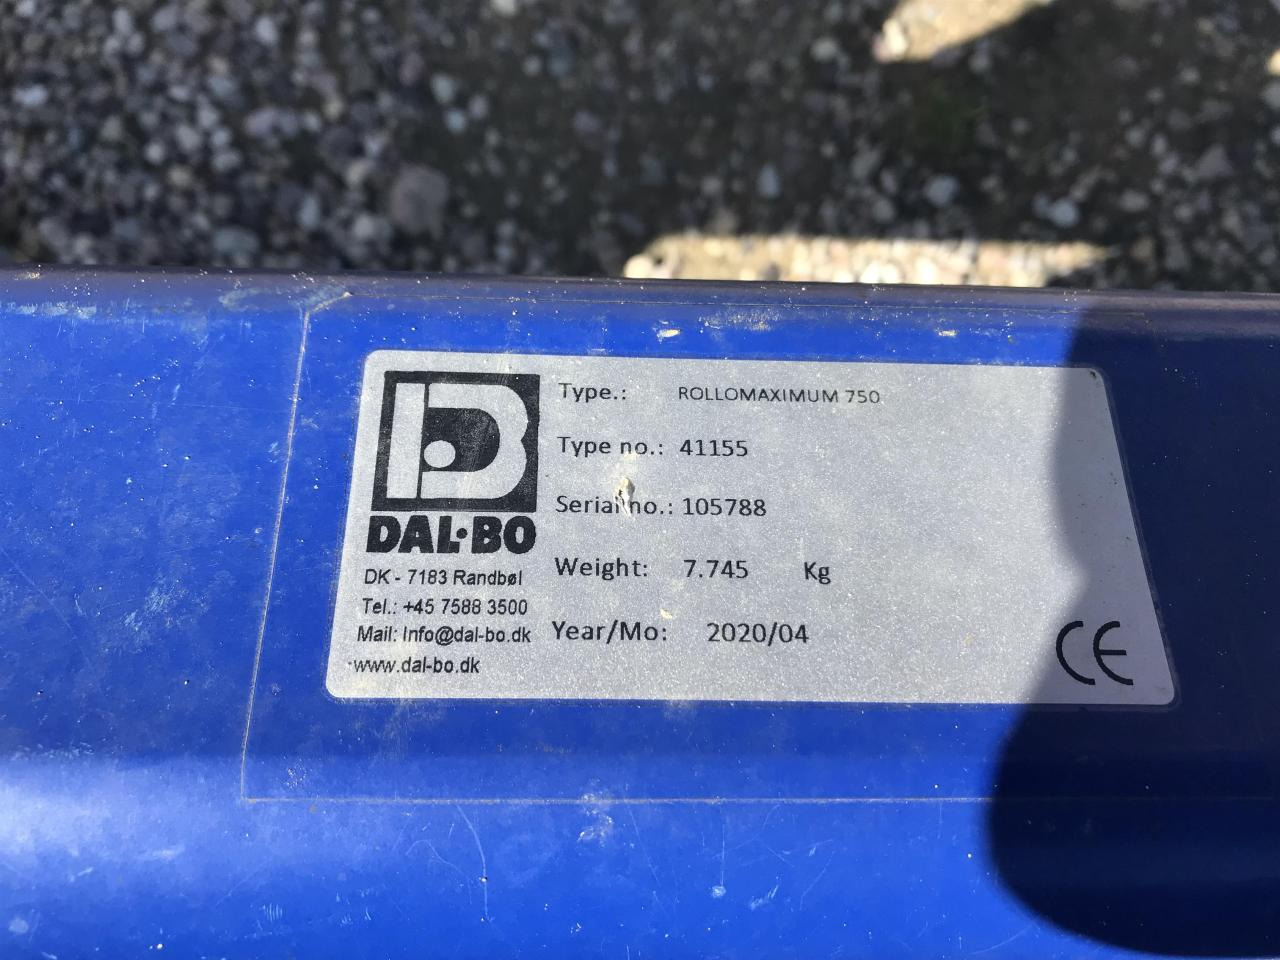 Type.: ROLLOMAXIMUM 750
Type no.: 41155
Serial no.: 105788
Weight: 7.745 Kg
Year/Mo: 2020/04
DAL·BO
DK - 7183 Randbøl
Tel.: +45 7588 3500
Mail: Info@dal-bo.dk
www.dal-bo.dk
CE